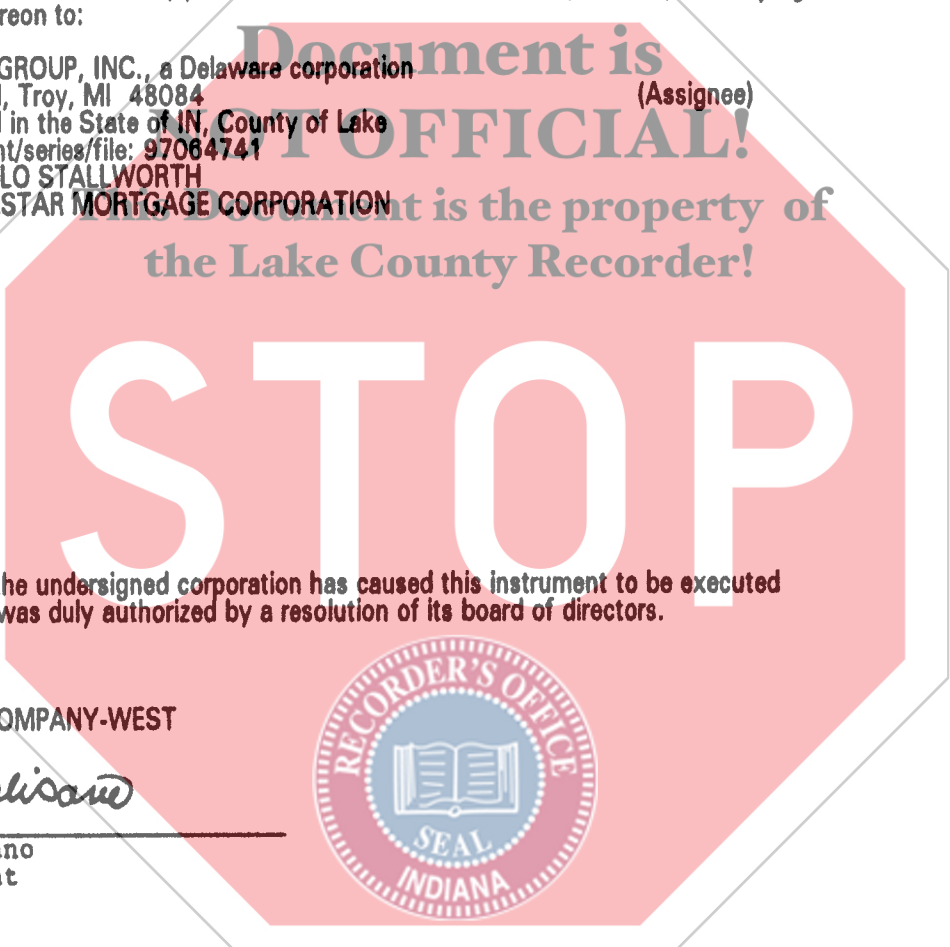 reon to:
GROUP, INC., a Delaware corporation
, Troy, MI 48084 (Assignee)
in the State of IN, County of Lake
nt/series/file: 97064741
LO STALLWORTH
STAR MORTGAGE CORPORATION
Document is
NOT OFFICIAL!
This Document is the property of
the Lake County Recorder!
STOP
he undersigned corporation has caused this instrument to be executed
was duly authorized by a resolution of its board of directors.
OMPANY-WEST
lisano
no
t
RECORDER'S OFFICE
SEAL
INDIANA